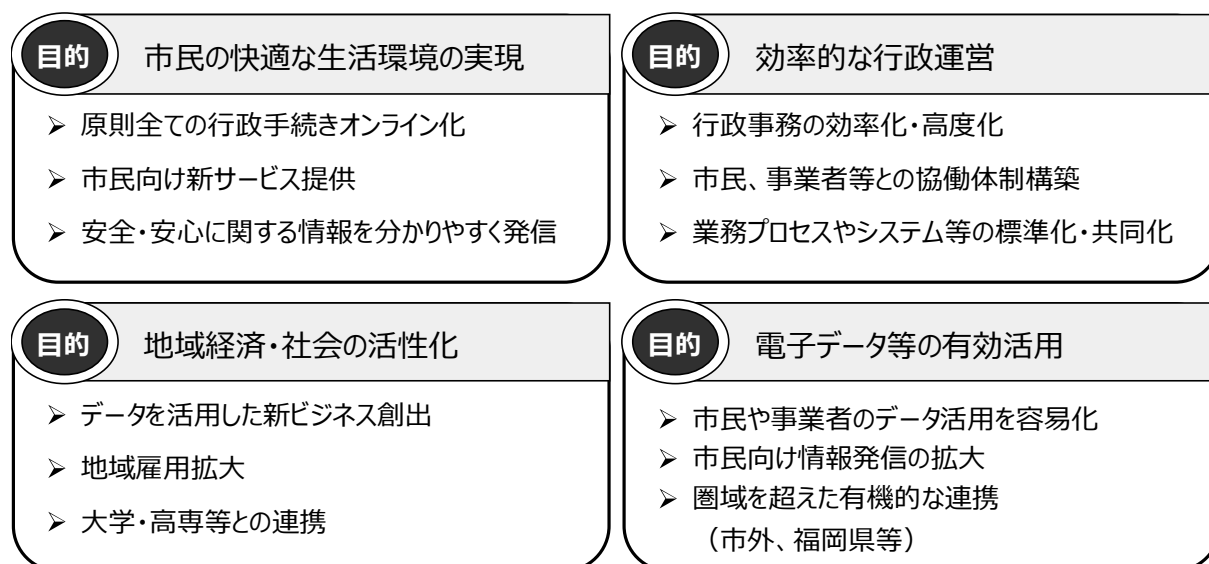 目的 市民の快適な生活環境の実現
➢ 原則全ての行政手続きオンライン化
➢ 市民向け新サービス提供
➢ 安全・安心に関する情報を分かりやすく発信
目的 効率的な行政運営
➢ 行政事務の効率化・高度化
➢ 市民、事業者等との協働体制構築
➢ 業務プロセスやシステム等の標準化・共同化
目的 地域経済・社会の活性化
➢ データを活用した新ビジネス創出
➢ 地域雇用拡大
➢ 大学・高専等との連携
目的 電子データ等の有効活用
➢ 市民や事業者のデータ活用を容易化
➢ 市民向け情報発信の拡大
➢ 圏域を超えた有機的な連携
（市外、福岡県等）